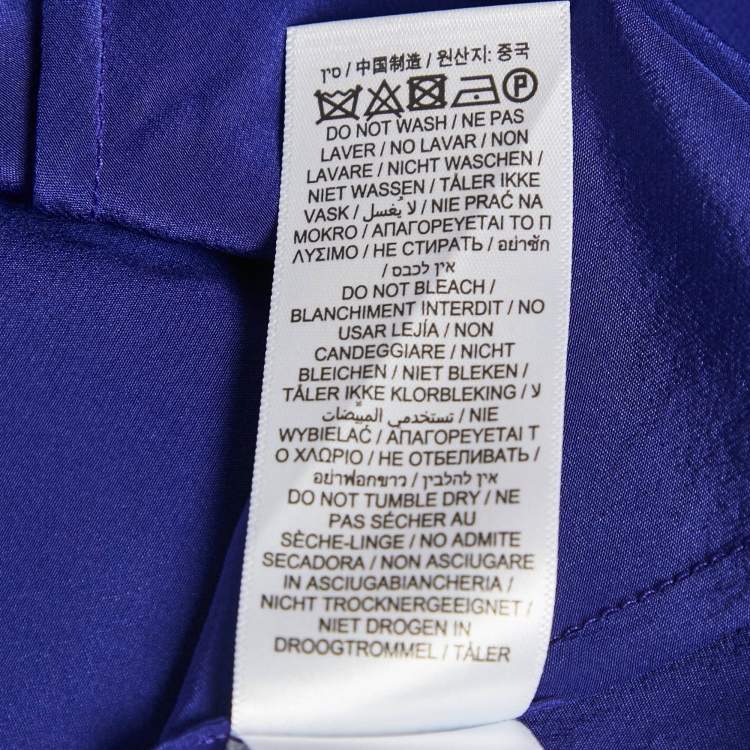 סין / 中国制造 / 원산지: 중국
P
DO NOT WASH / NE PAS
LAVER / NO LAVAR / NON
LAVARE / NICHT WASCHEN /
NIET WASSEN / TÅLER IKKE
VASK / لا يُغسل / NIE PRAĆ NA
MOKRO / ΑΠΑΓΟΡΕΥΕΤΑΙ ΤΟ Π
ΛΥΣΙΜΟ / НЕ СТИРАТЬ / อย่าซัก
/ אין לכבס /
DO NOT BLEACH /
BLANCHIMENT INTERDIT / NO
USAR LEJÍA / NON
CANDEGGIARE / NICHT
BLEICHEN / NIET BLEKEN /
TÅLER IKKE KLORBLEKING / لا
تستخدمي المبيّضات / NIE
WYBIELAĆ / ΑΠΑΓΟΡΕΥΕΤΑΙ Τ
Ο ΧΛΩΡΙΟ / НЕ ОТБЕЛИВАТЬ /
อย่าฟอกขาว / אין להלבין /
DO NOT TUMBLE DRY / NE
PAS SÉCHER AU
SÈCHE-LINGE / NO ADMITE
SECADORA / NON ASCIUGARE
IN ASCIUGABIANCHERIA /
NICHT TROCKNERGEEIGNET /
NIET DROGEN IN
DROOGTROMMEL / TÅLER